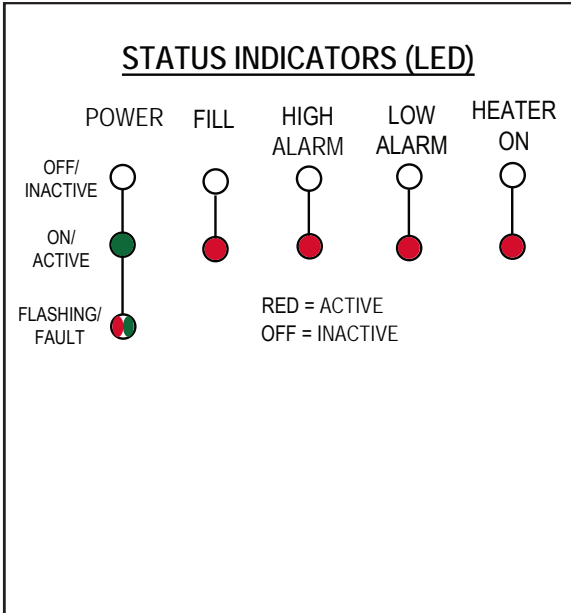 STATUS INDICATORS (LED)
POWER
FILL
HIGH
ALARM
LOW
ALARM
HEATER
ON
OFF/
INACTIVE
ON/
ACTIVE
FLASHING/
FAULT
RED = ACTIVE
OFF = INACTIVE